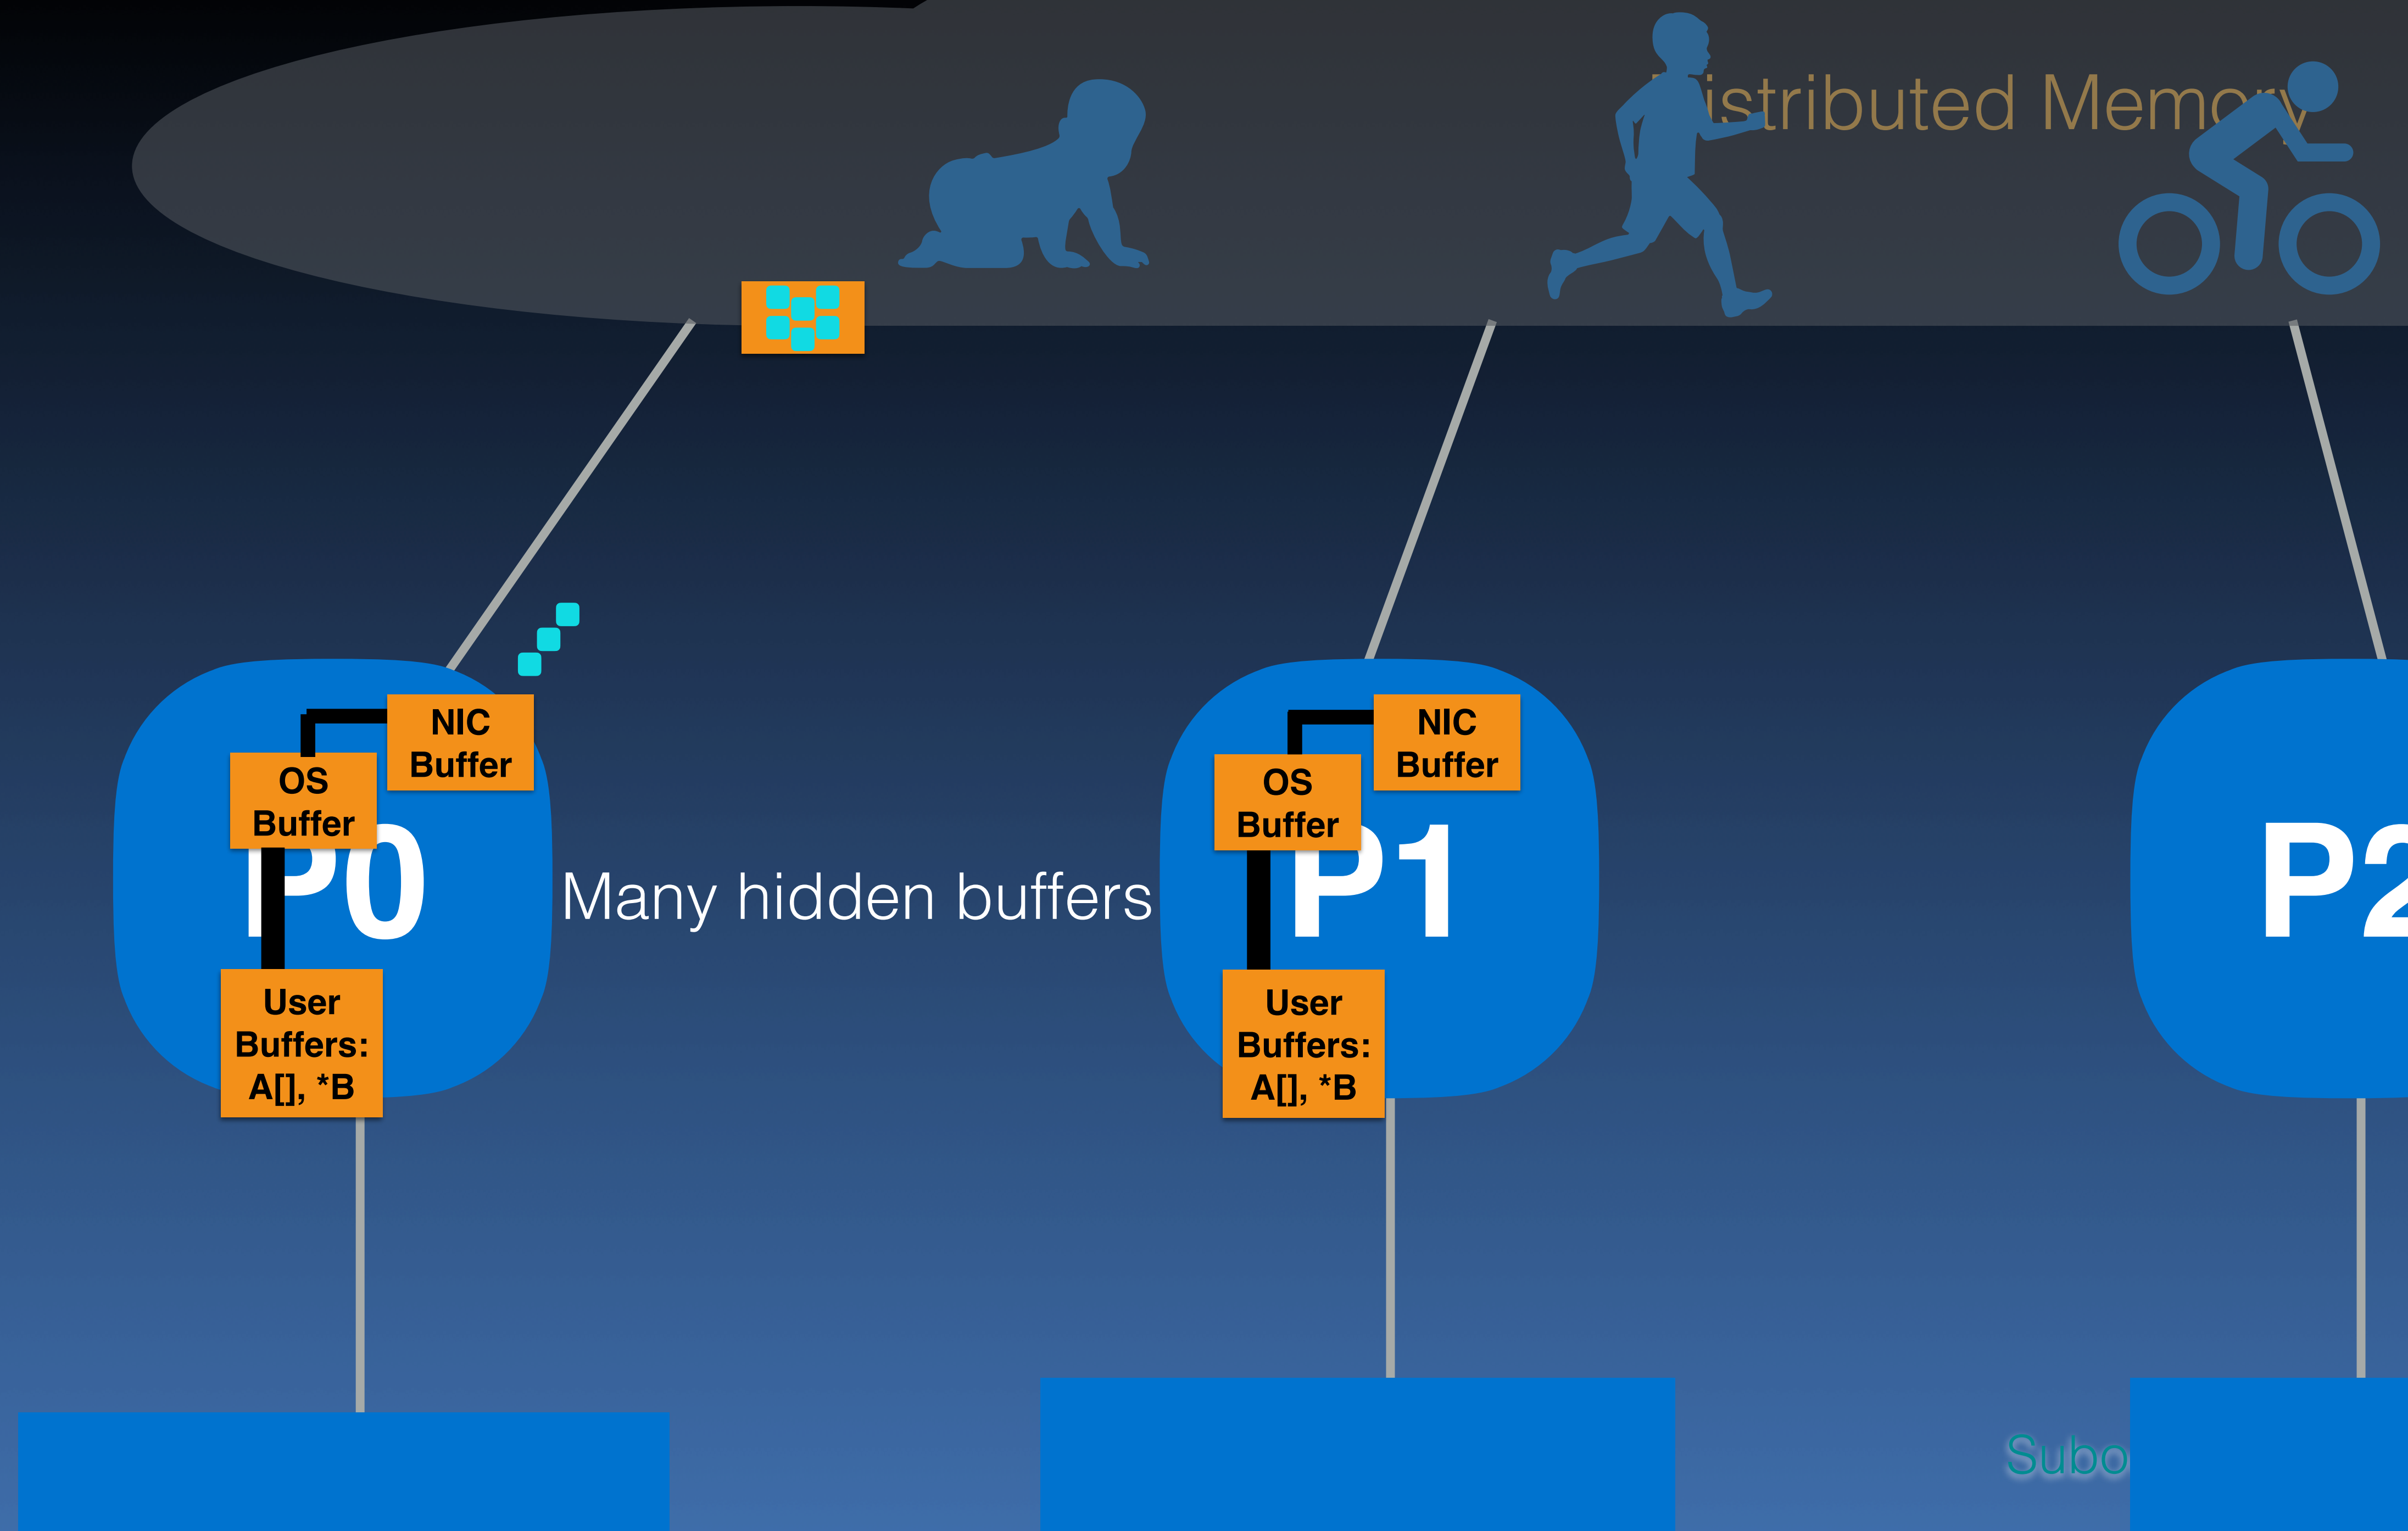 istributed Memory
NIC
Buffer
OS
Buffer
P0
User
Buffers:
A[], *B
Many hidden buffers
NIC
Buffer
OS
Buffer
P1
User
Buffers:
A[], *B
P2
Subo